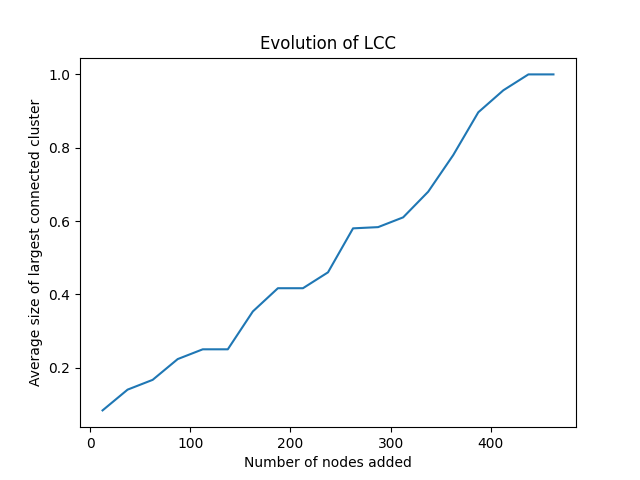 Evolution of LCC
Average size of largest connected cluster
1.0
0.8
0.6
0.4
0.2
0 100 200 300 400
Number of nodes added